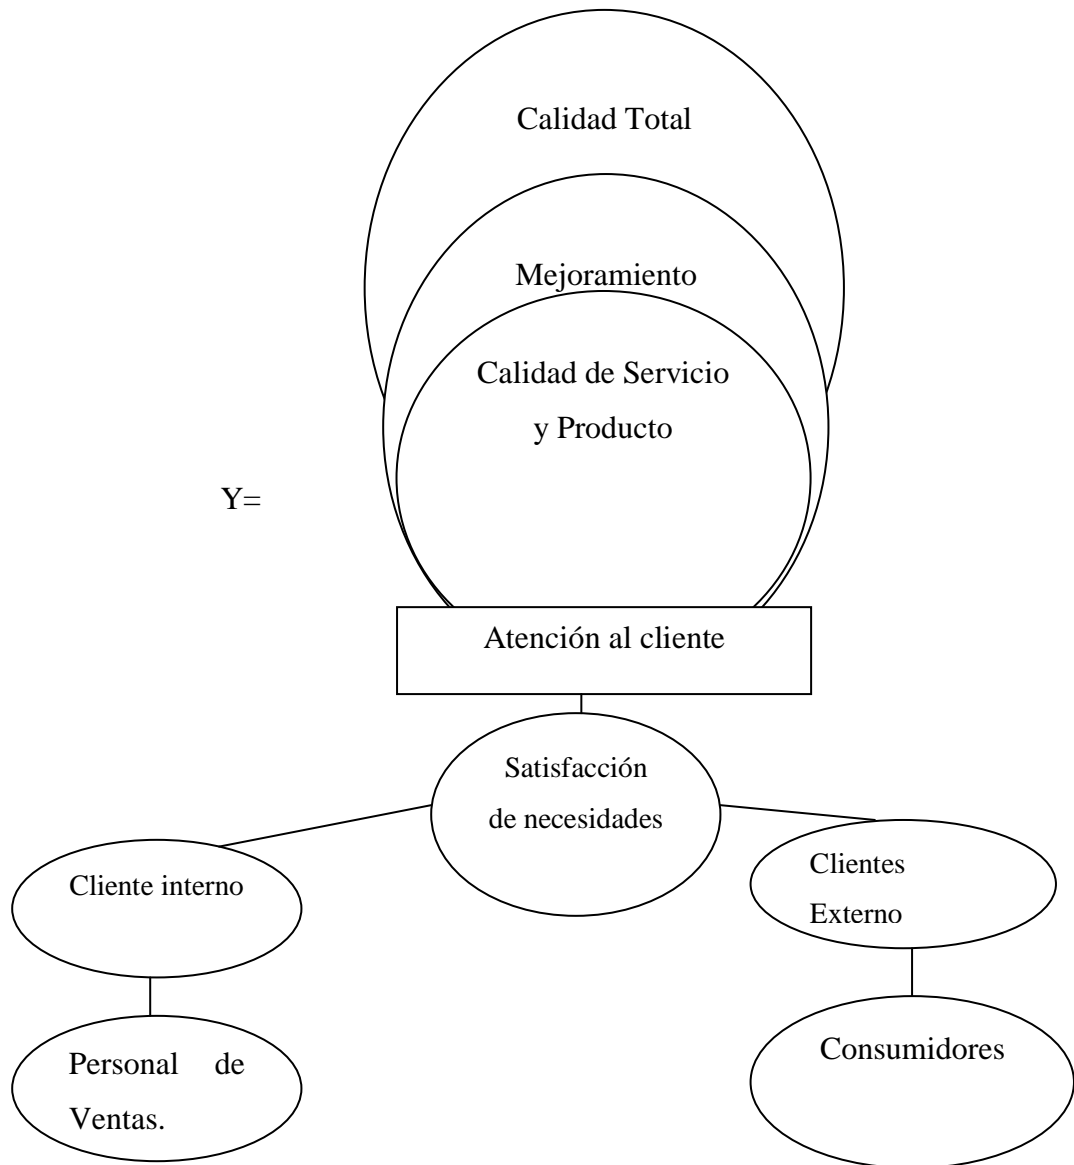 Calidad Total
Mejoramiento
Calidad de Servicio
y Producto
Y=
Atención al cliente
Satisfacción
de necesidades
Cliente interno
Clientes
Externo
Personal de
Ventas.
Consumidores